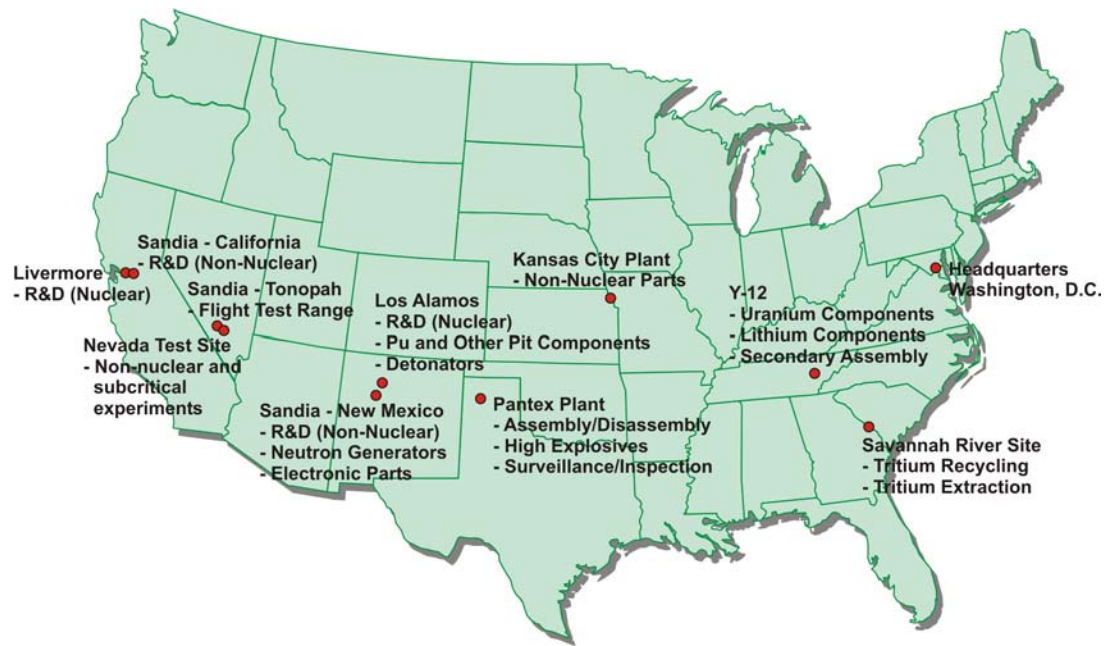 Sandia - California
- R&D (Non-Nuclear)
Livermore
- R&D (Nuclear)
Sandia - Tonopah
- Flight Test Range
Nevada Test Site
- Non-nuclear and
subcritical
experiments
Los Alamos
- R&D (Nuclear)
- Pu and Other Pit Components
- Detonators
Sandia - New Mexico
- R&D (Non-Nuclear)
- Neutron Generators
- Electronic Parts
Kansas City Plant
- Non-Nuclear Parts
Pantex Plant
- Assembly/Disassembly
- High Explosives
- Surveillance/Inspection
Y-12
- Uranium Components
- Lithium Components
- Secondary Assembly
Headquarters
Washington, D.C.
Savannah River Site
- Tritium Recycling
- Tritium Extraction